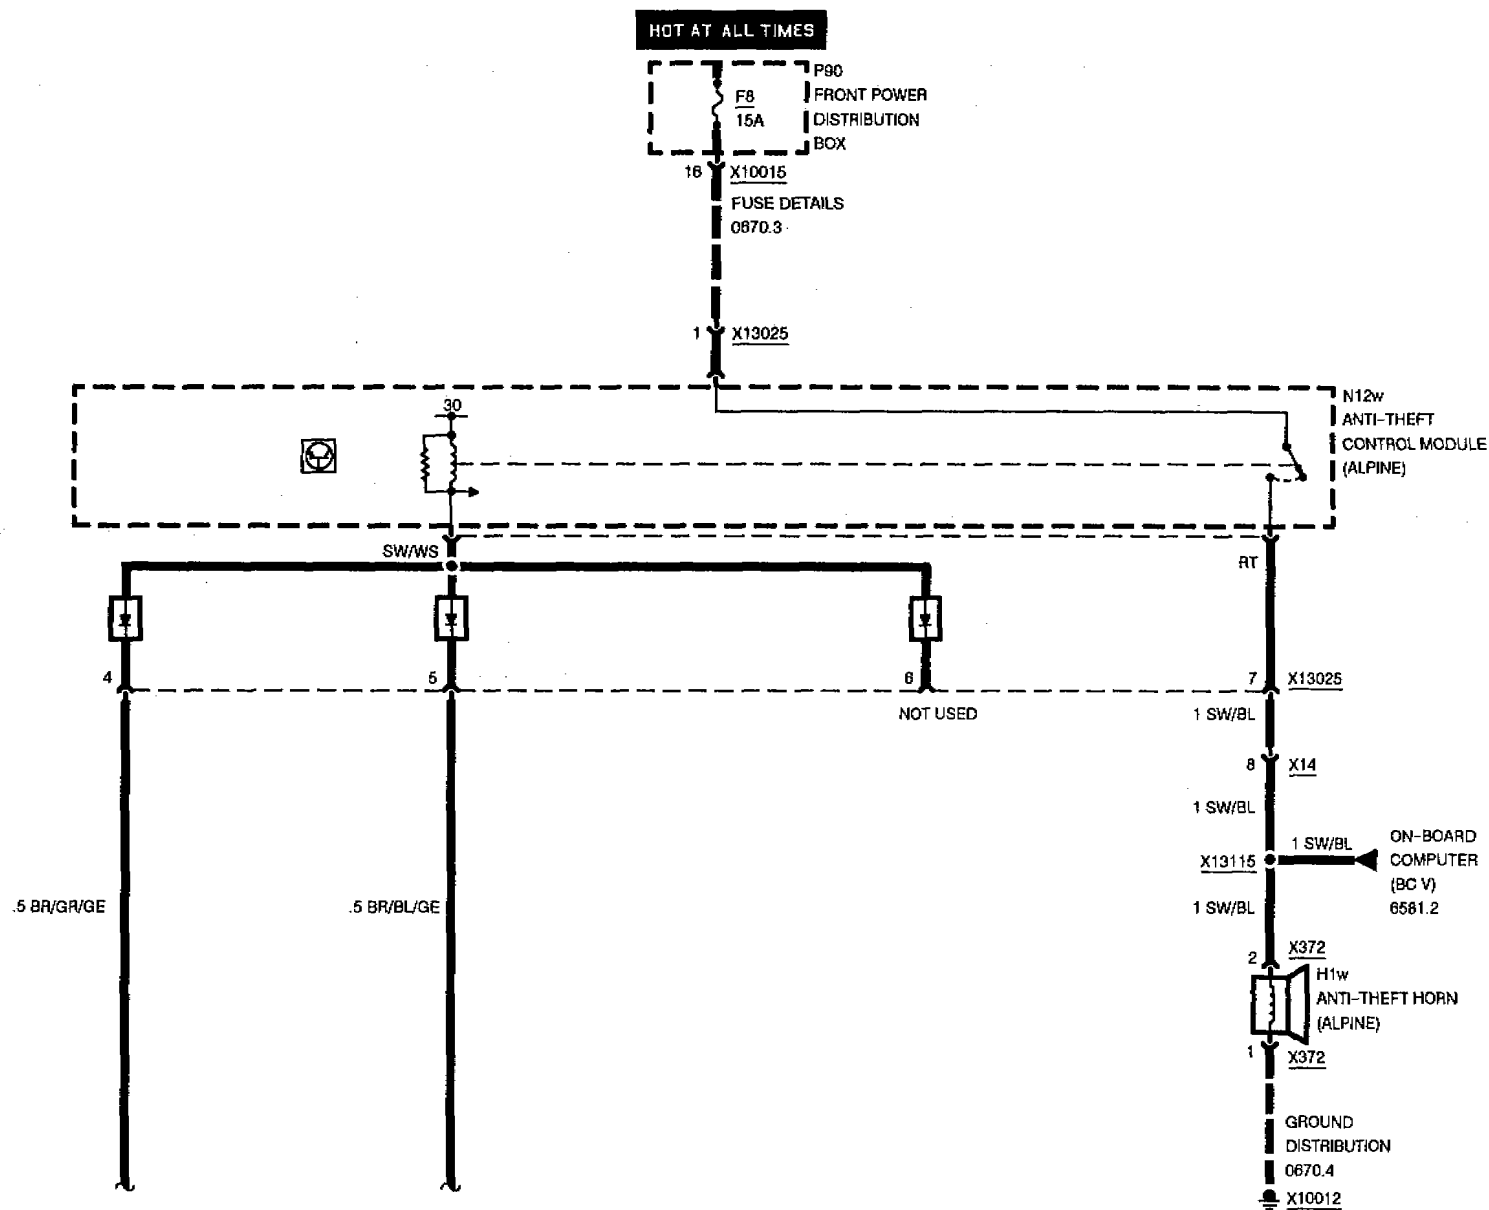 HOT AT ALL TIMES
P90
FRONT POWER
DISTRIBUTION
BOX
F8
15A
16 X10015
FUSE DETAILS
0670.3
1 X13025
30
N12w
ANTI-THEFT
CONTROL MODULE
(ALPINE)
SW/WS
RT
4
5
6
7 X13025
NOT USED
1 SW/BL
8 X14
1 SW/BL
X13115
1 SW/BL
ON-BOARD
COMPUTER
(BC V)
6581.2
.5 BR/GR/GE
.5 BR/BL/GE
1 SW/BL
2 X372
H1w
ANTI-THEFT HORN
(ALPINE)
1 X372
GROUND
DISTRIBUTION
0670.4
X10012